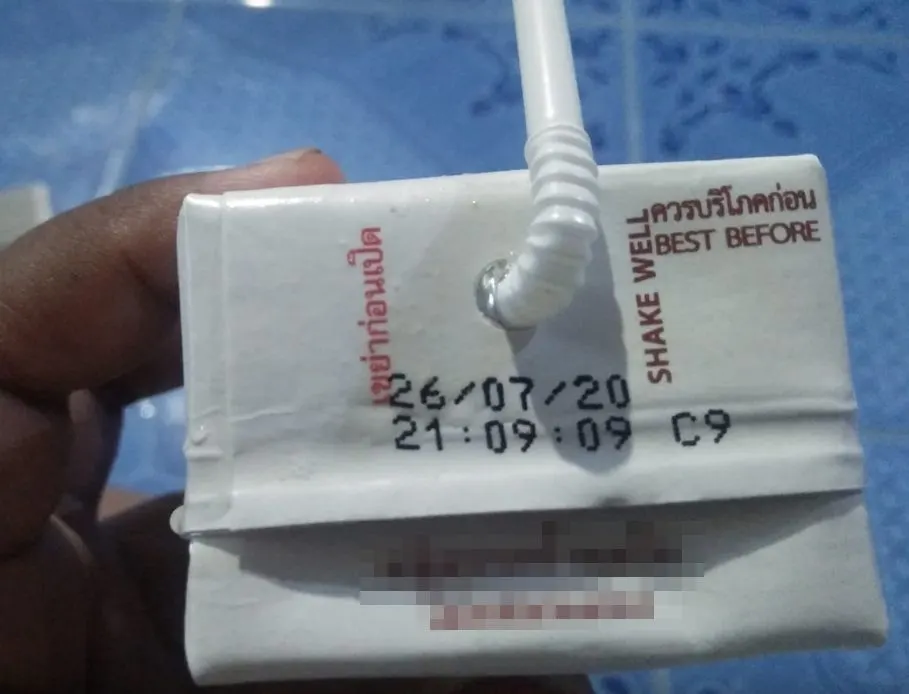 เขย่าก่อนเปิด
SHAKE WELL
ควรบริโภคก่อน
BEST BEFORE
26/07/20
21:09:09 C9